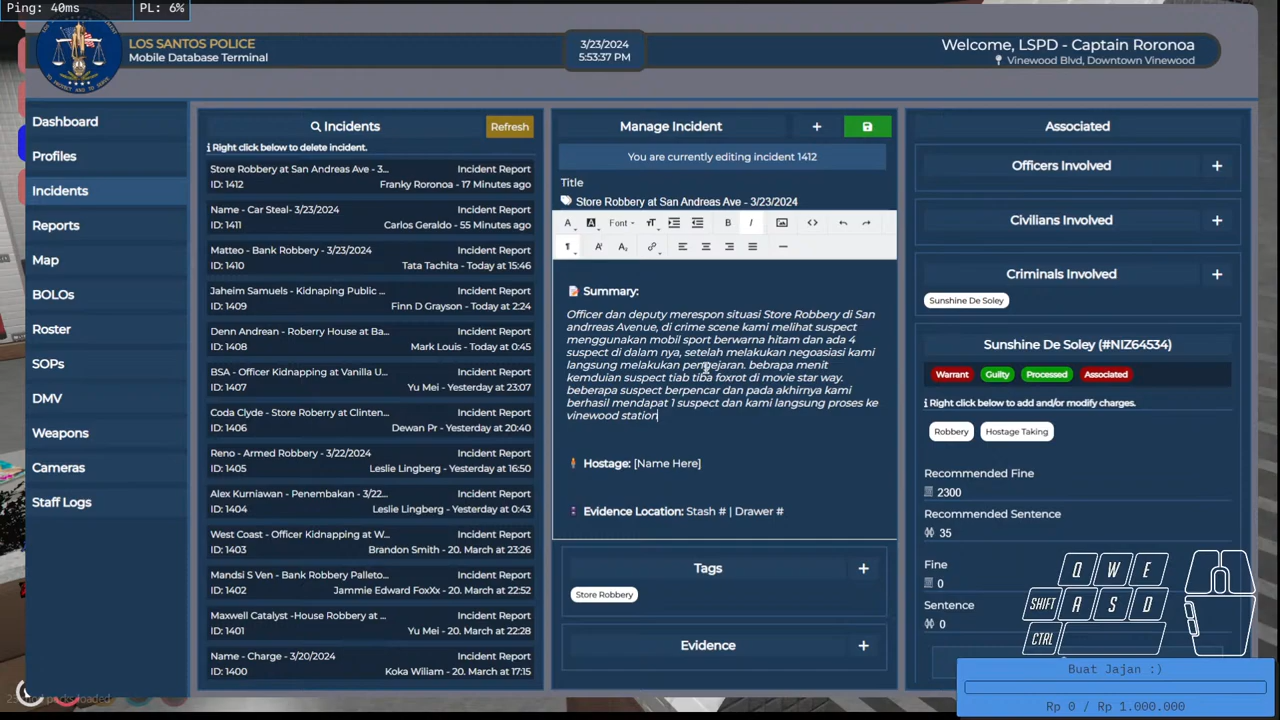 Ping: 40ms
PL: 6%
LOS SANTOS POLICE
Mobile Database Terminal
3/23/2024
5:53:37 PM
Welcome, LSPD - Captain Roronoa
Vinewood Blvd, Downtown Vinewood
Dashboard
Profiles
Incidents
Reports
Map
BOLOs
Roster
SOPs
DMV
Weapons
Cameras
Staff Logs
Incidents
Refresh
Right click below to delete incident.
Store Robbery at San Andreas Ave - 3...
Incident Report
ID: 1412
Franky Roronoa - 17 Minutes ago
Name - Car Steal- 3/23/2024
Incident Report
ID: 1411
Carlos Geraldo - 55 Minutes ago
Matteo - Bank Robbery - 3/23/2024
Incident Report
ID: 1410
Tata Tachita - Today at 15:46
Jaheim Samuels - Kidnaping Public ...
Incident Report
ID: 1409
Finn D Grayson - Today at 2:24
Denn Andrean - Roberry House at Ba...
Incident Report
ID: 1408
Mark Louis - Today at 0:45
BSA - Officer Kidnapping at Vanilla U...
Incident Report
ID: 1407
Yu Mei - Yesterday at 23:07
Coda Clyde - Store Roberry at Clinten...
Incident Report
ID: 1406
Dewan Pr - Yesterday at 20:40
Reno - Armed Robbery - 3/22/2024
Incident Report
ID: 1405
Leslie Lingberg - Yesterday at 16:50
Alex Kurniawan - Penembakan - 3/22...
Incident Report
ID: 1404
Leslie Lingberg - Yesterday at 0:43
West Coast - Officer Kidnapping at W...
Incident Report
ID: 1403
Brandon Smith - 20. March at 23:26
Mandsi S Ven - Bank Robbery Palleto...
Incident Report
ID: 1402
Jammie Edward FoxXx - 20. March at 22:52
Maxwell Catalyst -House Robbery at ...
Incident Report
ID: 1401
Yu Mei - 20. March at 22:28
Name - Charge - 3/20/2024
Incident Report
ID: 1400
Koka Wiliam - 20. March at 17:15
Manage Incident
You are currently editing incident 1412
Title
Store Robbery at San Andreas Ave - 3/23/2024
Font
Summary:
Officer dan deputy merespon situasi Store Robbery di San
andrreas Avenue, di crime scene kami melihat suspect
menggunakan mobil sport berwarna hitam dan ada 4
suspect di dalam nya, setelah melakukan negoasiasi kami
langsung melakukan pengejaran. bebrapa menit
kemduian suspect tiab tiba foxrot di movie star way.
beberapa suspect berpencar dan pada akhirnya kami
berhasil mendapat 1 suspect dan kami langsung proses ke
vinewood station
Hostage: [Name Here]
Evidence Location: Stash # | Drawer #
Tags
Store Robbery
Evidence
Associated
Officers Involved
Civilians Involved
Criminals Involved
Sunshine De Soley
Sunshine De Soley (#NIZ64534)
Warrant
Guilty
Processed
Associated
Right click below to add and/or modify charges.
Robbery
Hostage Taking
Recommended Fine
2300
Recommended Sentence
35
Fine
0
Sentence
0
Q
W
E
SHIFT
A
S
D
CTRL
Buat Jajan :)
Rp 0 / Rp 1.000.000